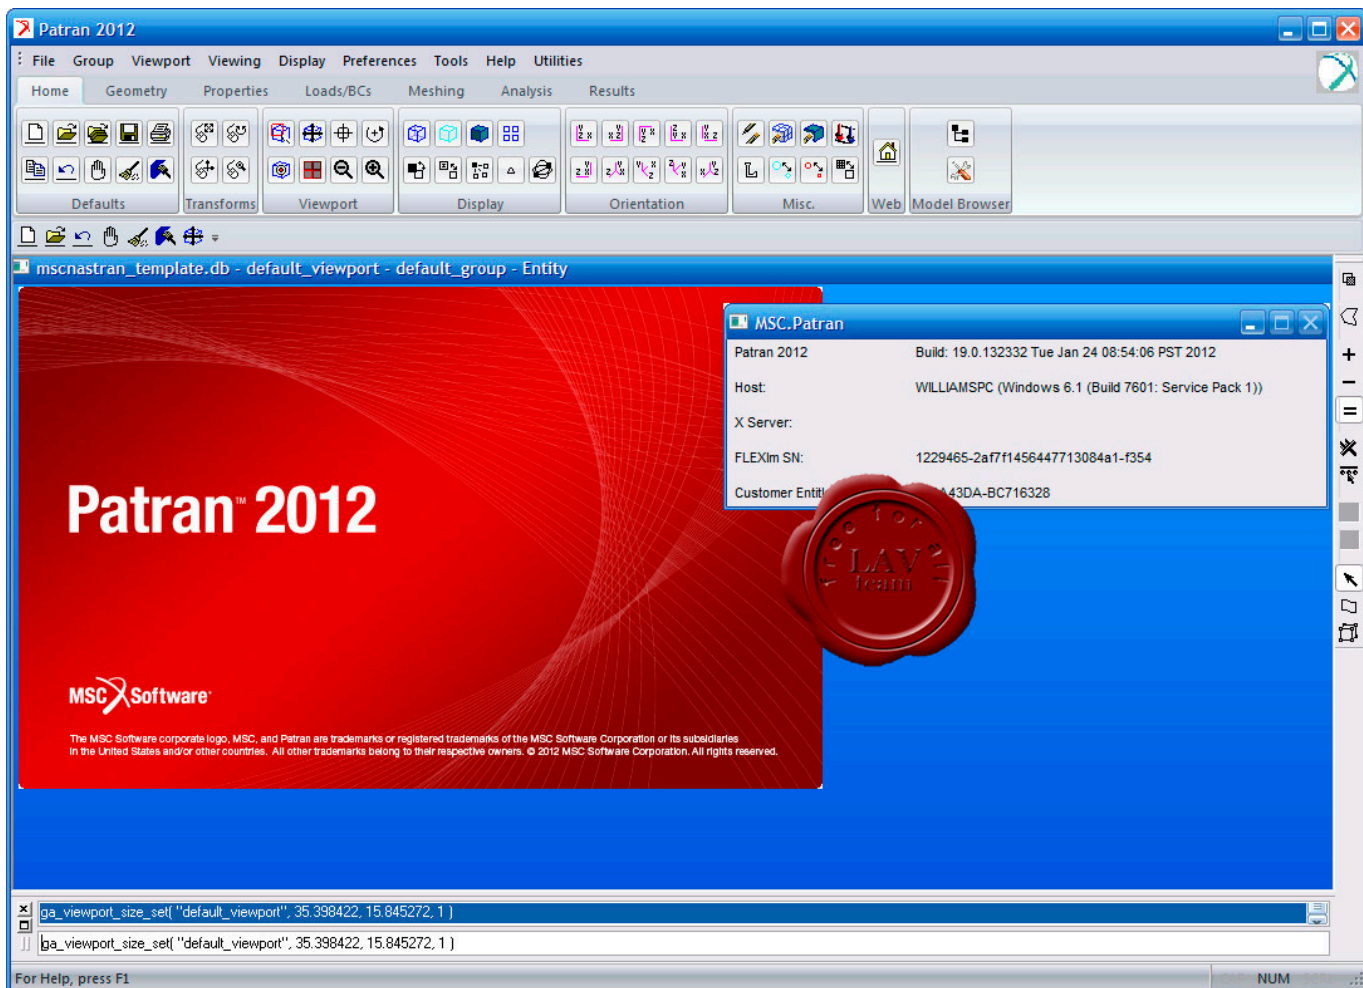 Patran 2012
File Group Viewport Viewing Display Preferences Tools Help Utilities
Home Geometry Properties Loads/BCs Meshing Analysis Results
Defaults Transforms Viewport Display Orientation Misc. Web Model Browser
mscnastran_template.db - default_viewport - default_group - Entity
MSC.Patran
Patran 2012 Build: 19.0.132332 Tue Jan 24 08:54:06 PST 2012
Host: WILLIAMSPC (Windows 6.1 (Build 7601: Service Pack 1))
X Server:
FLEXlm SN: 1229465-2af7f1456447713084a1-f354
Customer Entitl A43DA-BC716328
free for all
LAV
team
Patran™ 2012
MSC Software
The MSC Software corporate logo, MSC, and Patran are trademarks or registered trademarks of the MSC Software Corporation or its subsidiaries
in the United States and/or other countries. All other trademarks belong to their respective owners. © 2012 MSC Software Corporation. All rights reserved.
ga_viewport_size_set( "default_viewport", 35.398422, 15.845272, 1 )
ga_viewport_size_set( "default_viewport", 35.398422, 15.845272, 1 )
For Help, press F1
NUM